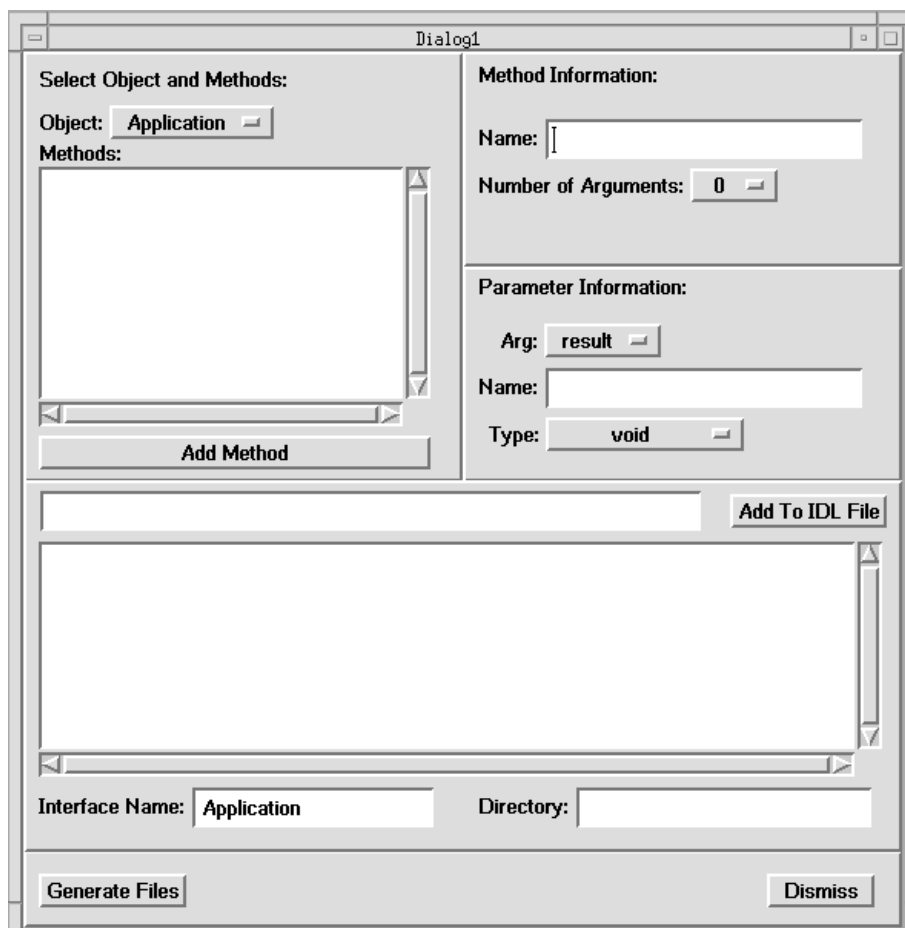 Dialog1
Select Object and Methods:
Object: Application
Methods:
Add Method
Method Information:
Name:
Number of Arguments: 0
Parameter Information:
Arg: result
Name:
Type: void
Add To IDL File
Interface Name: Application
Directory:
Generate Files
Dismiss